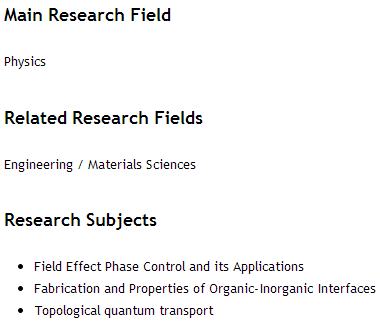 Main Research Field
Physics
Related Research Fields
Engineering / Materials Sciences
Research Subjects
• Field Effect Phase Control and its Applications
• Fabrication and Properties of Organic-Inorganic Interfaces
• Topological quantum transport